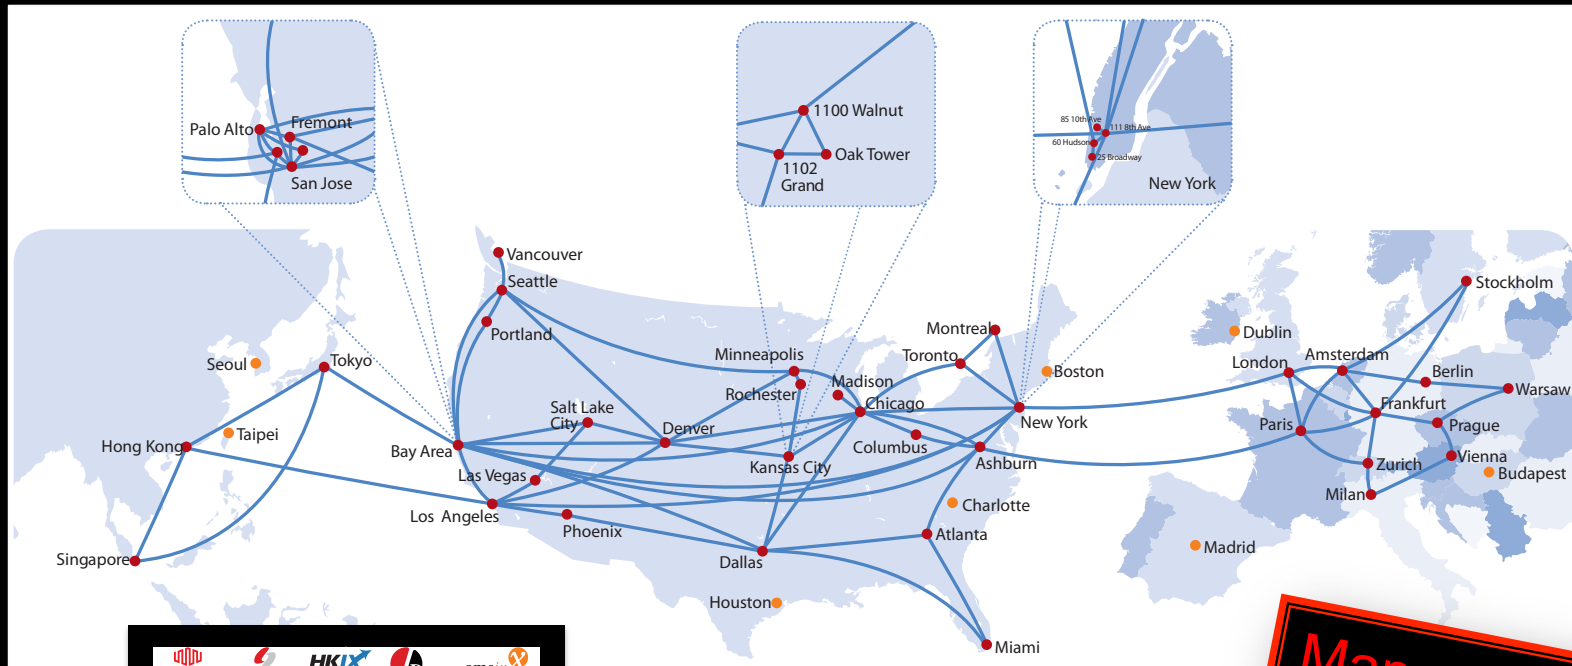 Palo Alto
Fremont
San Jose
1100 Walnut
Oak Tower
1102
Grand
85 10th Ave
111 8th Ave
60 Hudson
25 Broadway
New York
Vancouver
Seattle
Portland
Stockholm
Montreal
Dublin
Seoul
Tokyo
Minneapolis
Toronto
London
Amsterdam
Boston
Berlin
Rochester
Madison
Warsaw
Salt Lake
City
Chicago
Frankfurt
New York
Paris
Prague
Taipei
Denver
Hong Kong
Bay Area
Columbus
Vienna
Las Vegas
Kansas City
Ashburn
Zurich
Budapest
Milan
Los Angeles
Charlotte
Phoenix
Atlanta
Madrid
Singapore
Dallas
Houston
Miami
HKIX